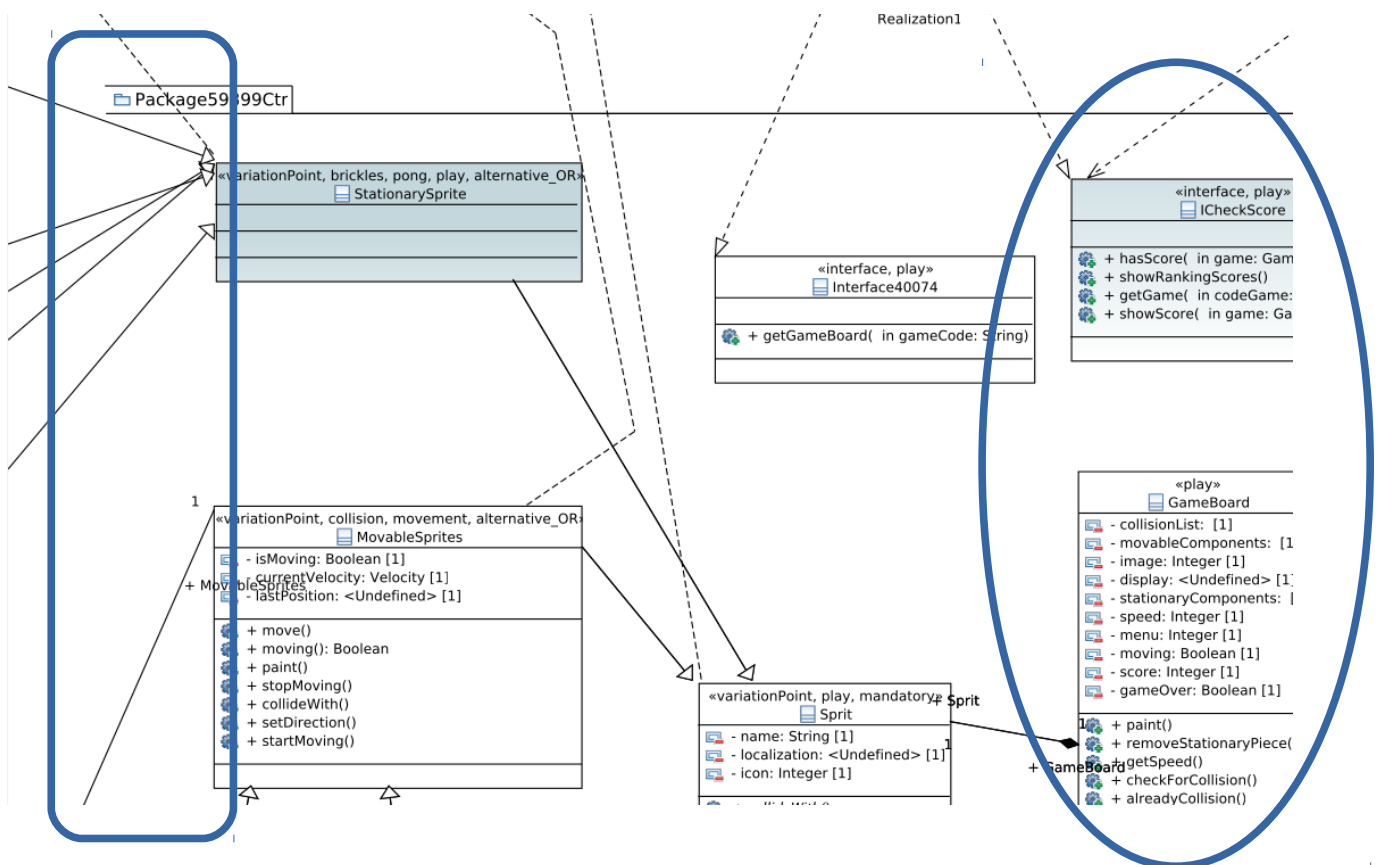 Realization1
Package59899Ctr
«variationPoint, brickles, pong, play, alternative_OR»
StationarySprite
«interface, play»
ICheckScore
+ hasScore( in game: Gam
+ showRankingScores()
+ getGame( in codeGame:
+ showScore( in game: Ga
«interface, play»
Interface40074
+ getGameBoard( in gameCode: String)
1
«variationPoint, collision, movement, alternative_OR»
MovableSprites
- isMoving: Boolean [1]
- currentVelocity: Velocity [1]
+ MovableSprites
- lastPosition: <Undefined> [1]
+ move()
+ moving(): Boolean
+ paint()
+ stopMoving()
+ collideWith()
+ setDirection()
+ startMoving()
«play»
GameBoard
- collisionList: [1]
- movableComponents: [1
- image: Integer [1]
- display: <Undefined> [1]
- stationaryComponents: [
- speed: Integer [1]
- menu: Integer [1]
- moving: Boolean [1]
- score: Integer [1]
- gameOver: Boolean [1]
1
+ paint()
+ removeStationaryPiece(
+ getSpeed()
+ checkForCollision()
+ alreadyCollision()
«variationPoint, play, mandatory»
Sprit
+ Sprit
- name: String [1]
- localization: <Undefined> [1]
- icon: Integer [1]
1
+ GameBoard